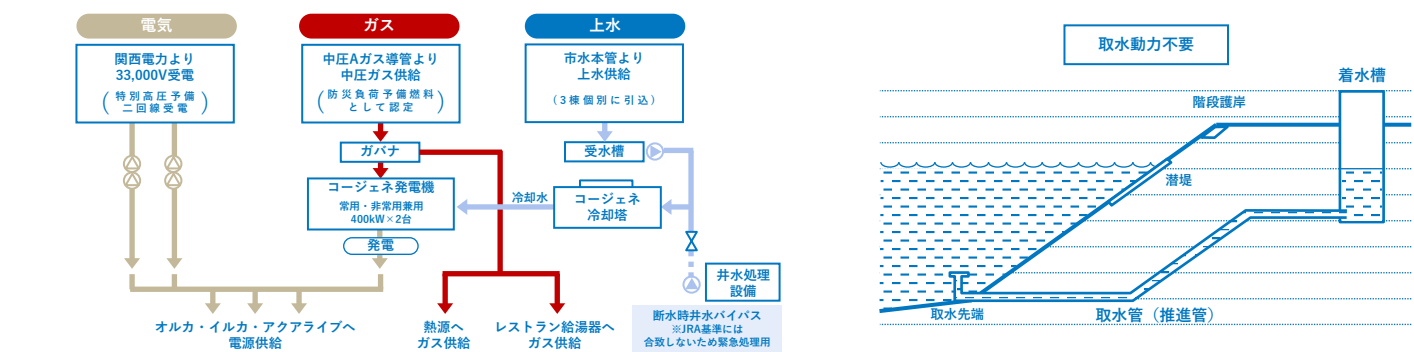 電気
関西電力より
33,000V受電
(特別高圧予備
二回線受電)
ガス
中圧Aガス導管より
中圧ガス供給
(防災負荷予備燃料
として認定)
ガバナ
コージェネ発電機
常用・非常用兼用
400kW×2台
発電
上水
市水本管より
上水供給
(3棟個別に引込)
受水槽
冷却水
コージェネ
冷却塔
井水処理
設備
断水時井水バイパス
※JRA基準には
合致しないため緊急処理用
オルカ・イルカ・アクアライブへ
電源供給
熱源へ
ガス供給
レストラン給湯器へ
ガス供給
取水動力不要
着水槽
階段護岸
潜堤
取水先端
取水管（推進管）